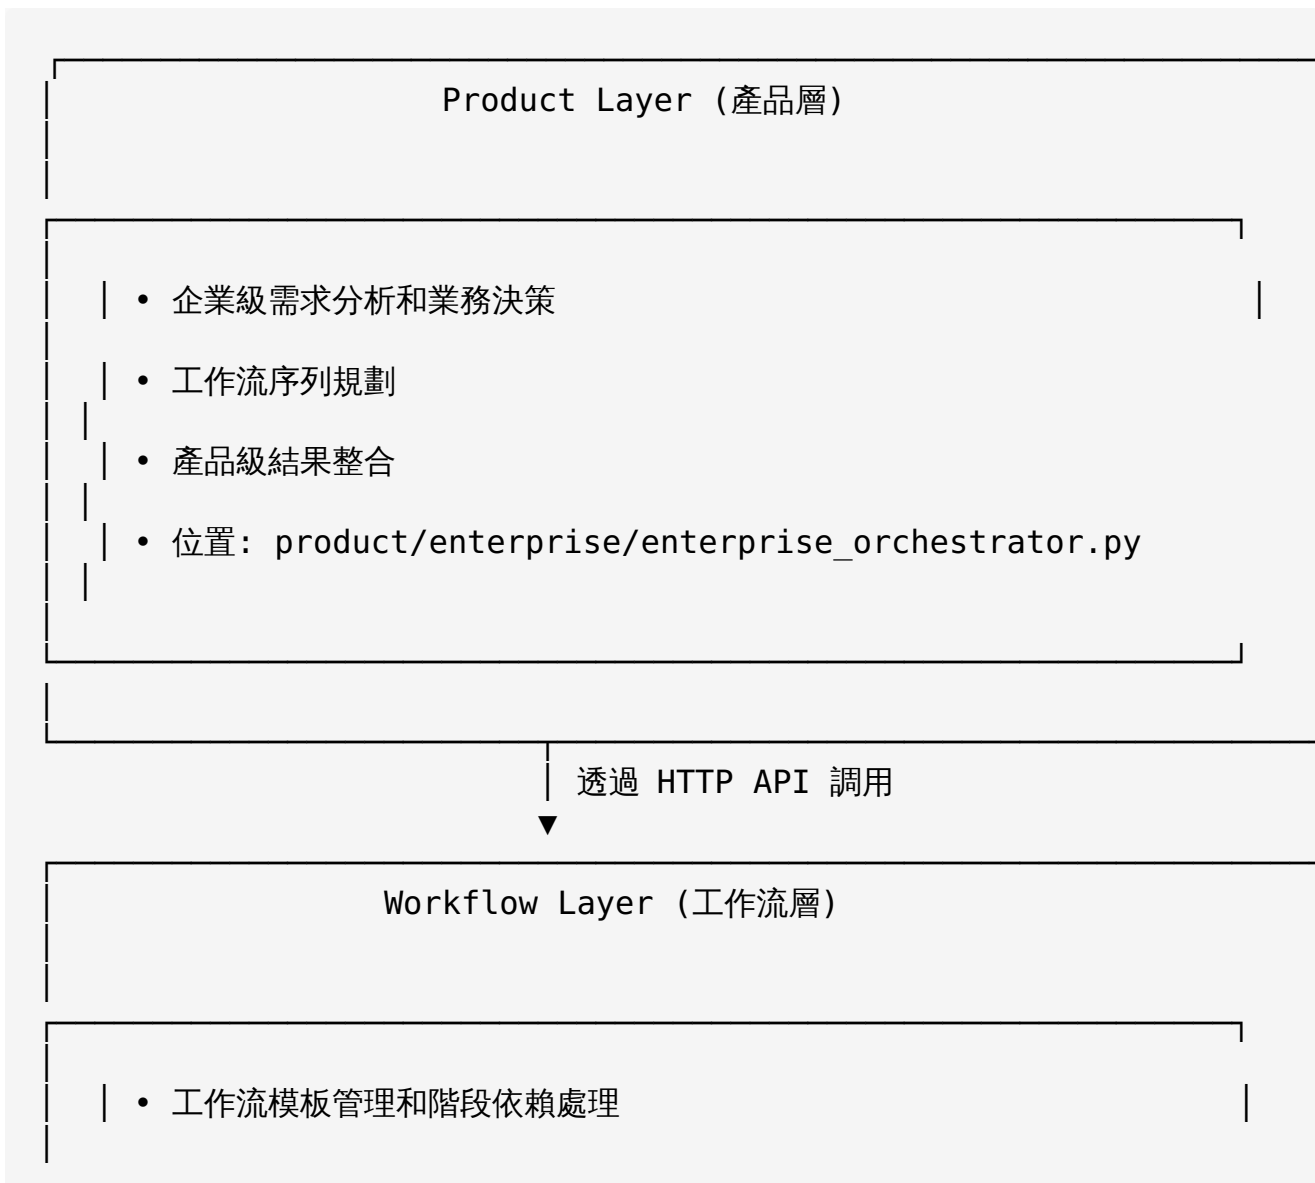 Product Layer (產品層)
• 企業級需求分析和業務決策
• 工作流序列規劃
• 產品級結果整合
• 位置: product/enterprise/enterprise_orchestrator.py
透過 HTTP API 調用
Workflow Layer (工作流層)
• 工作流模板管理和階段依賴處理